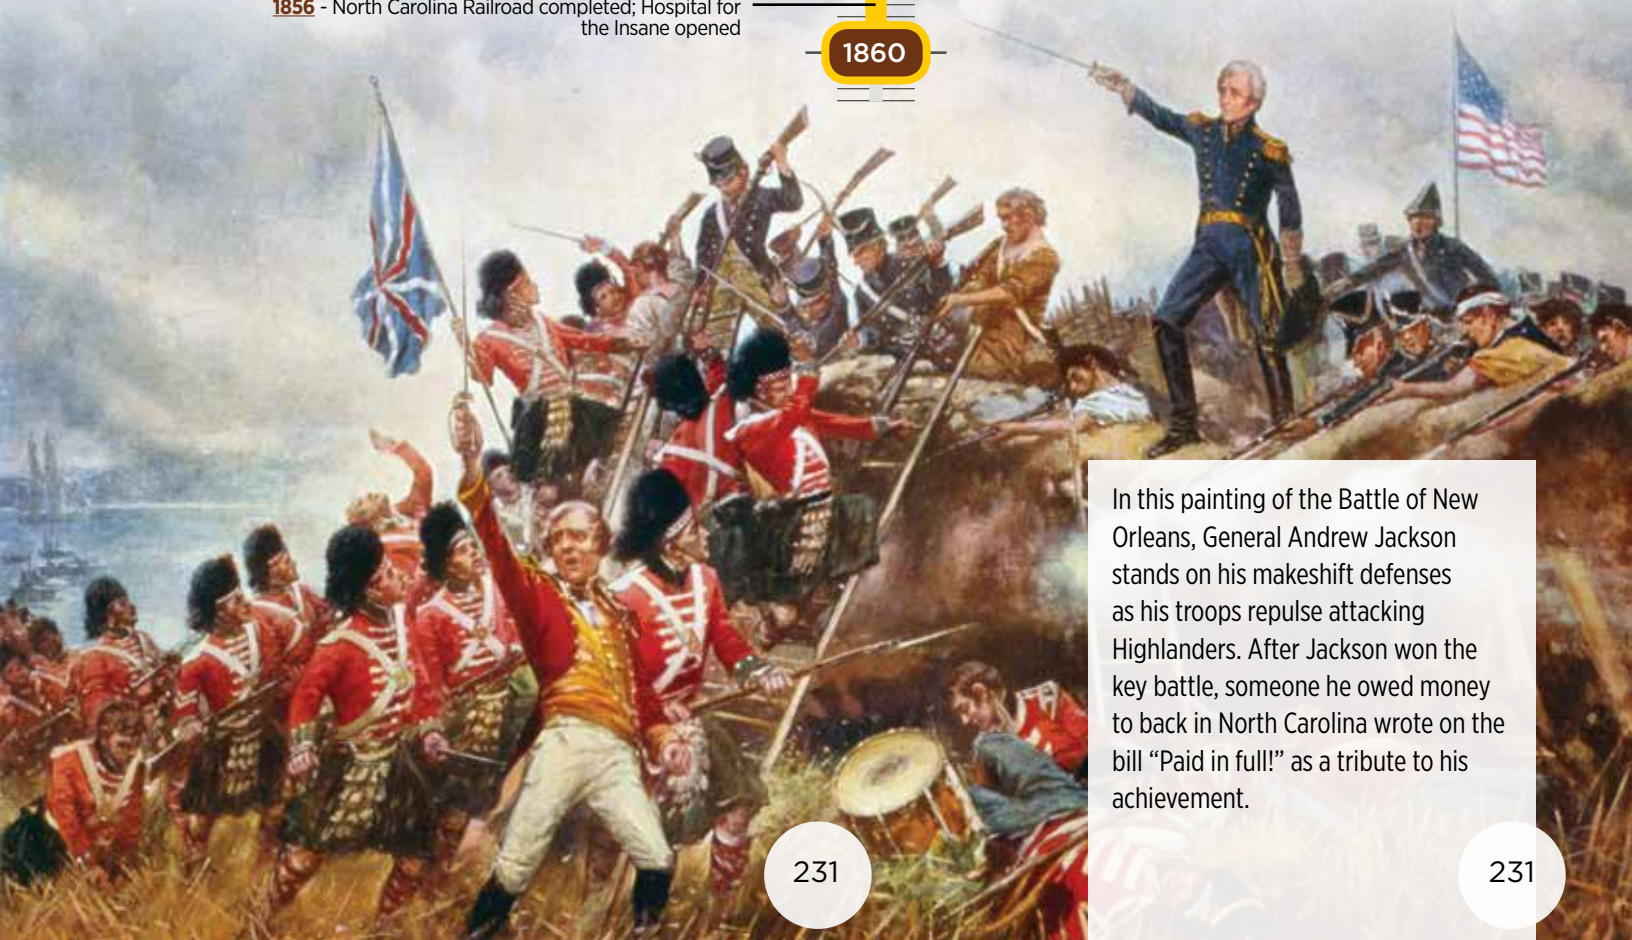 1856 - North Carolina Railroad completed; Hospital for
the Insane opened
1860
In this painting of the Battle of New
Orleans, General Andrew Jackson
stands on his makeshift defenses
as his troops repulse attacking
Highlanders. After Jackson won the
key battle, someone he owed money
to back in North Carolina wrote on the
bill “Paid in full!” as a tribute to his
achievement.
231
231